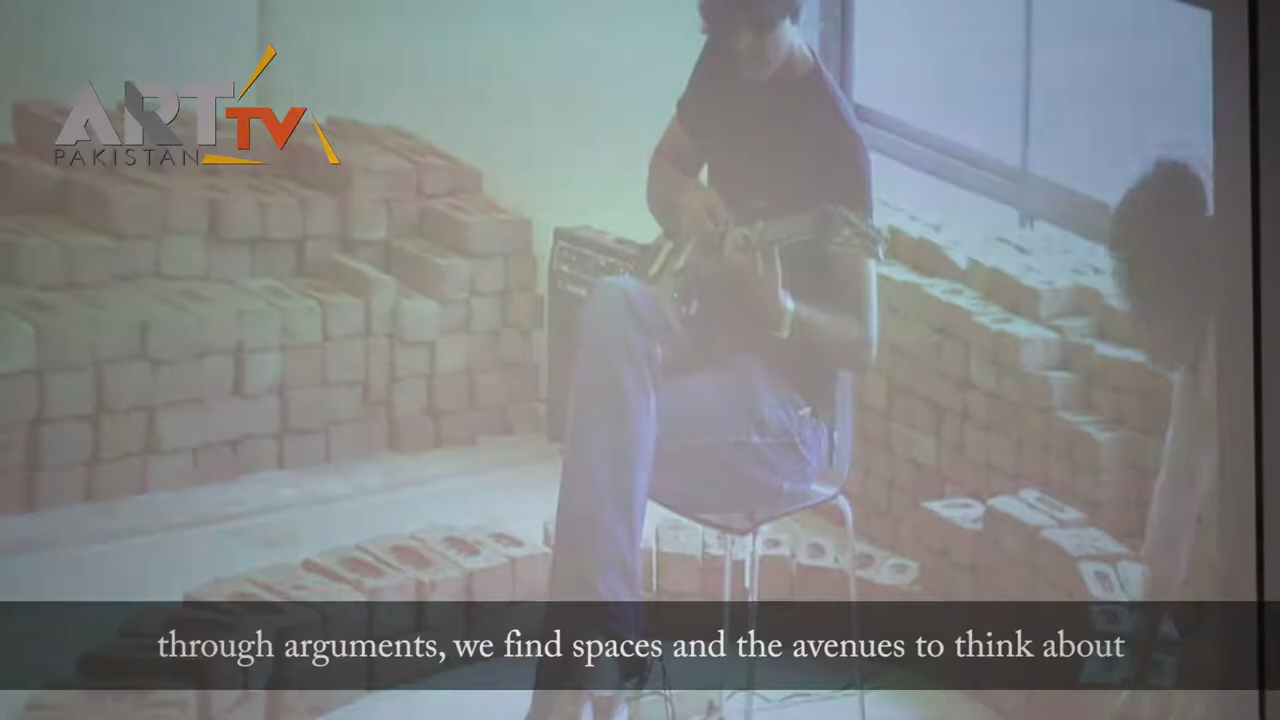 ART TV
PAKISTAN
through arguments, we find spaces and the avenues to think about